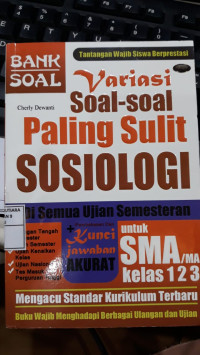 BANK
SOAL
Tantangan Wajib Siswa Berprestasi
Cherly Dewanti
Variasi
Soal-soal
Paling Sulit
SOSIOLOGI
Di Semua Ujian Semesteran
Kunci
jawaban
AKURAT
untuk
SMA/MA
kelas 1 2 3
Mengacu Standar Kurikulum Terbaru
Buku Wajib Menghadapi Berbagai Ulangan dan Ujian